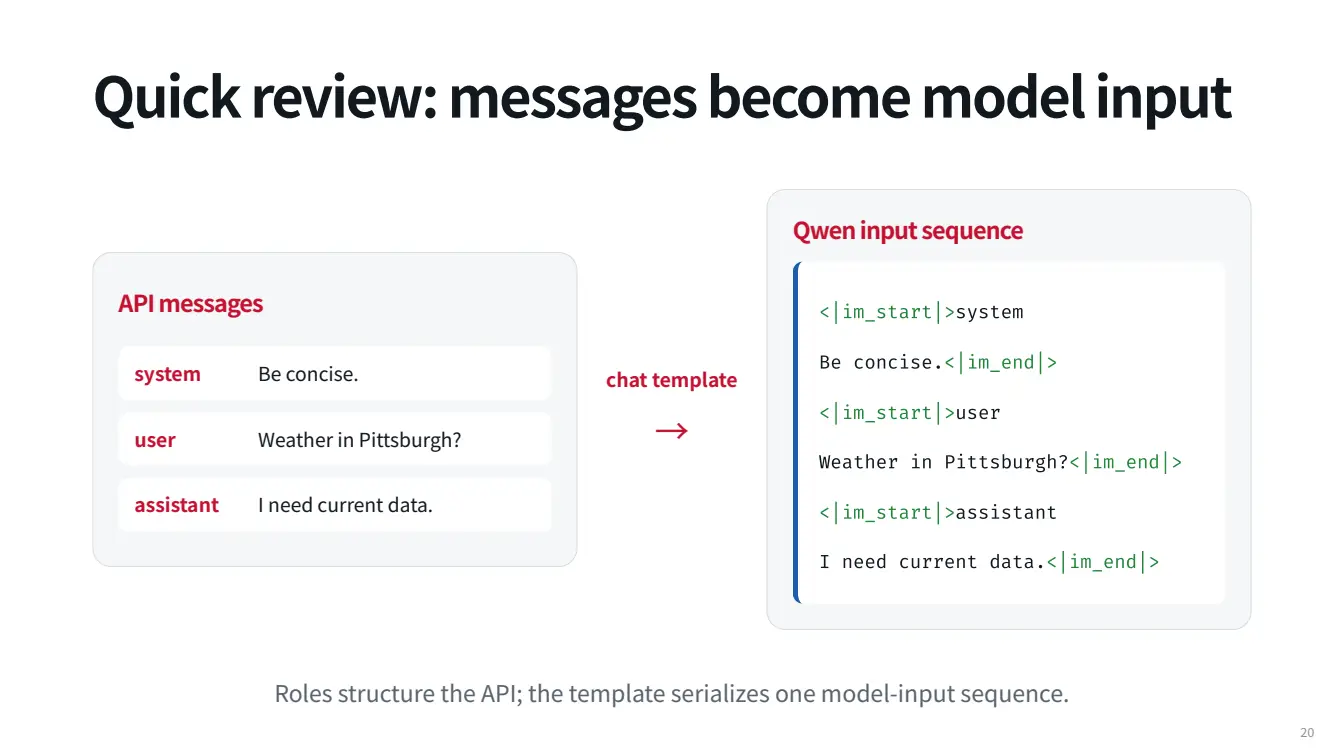 Quick review: messages become model input
API messages
system Be concise.
user Weather in Pittsburgh?
assistant I need current data.
chat template
→
Qwen input sequence
<|im_start|>system
Be concise.<|im_end|>
<|im_start|>user
Weather in Pittsburgh?<|im_end|>
<|im_start|>assistant
I need current data.<|im_end|>
Roles structure the API; the template serializes one model-input sequence.
20